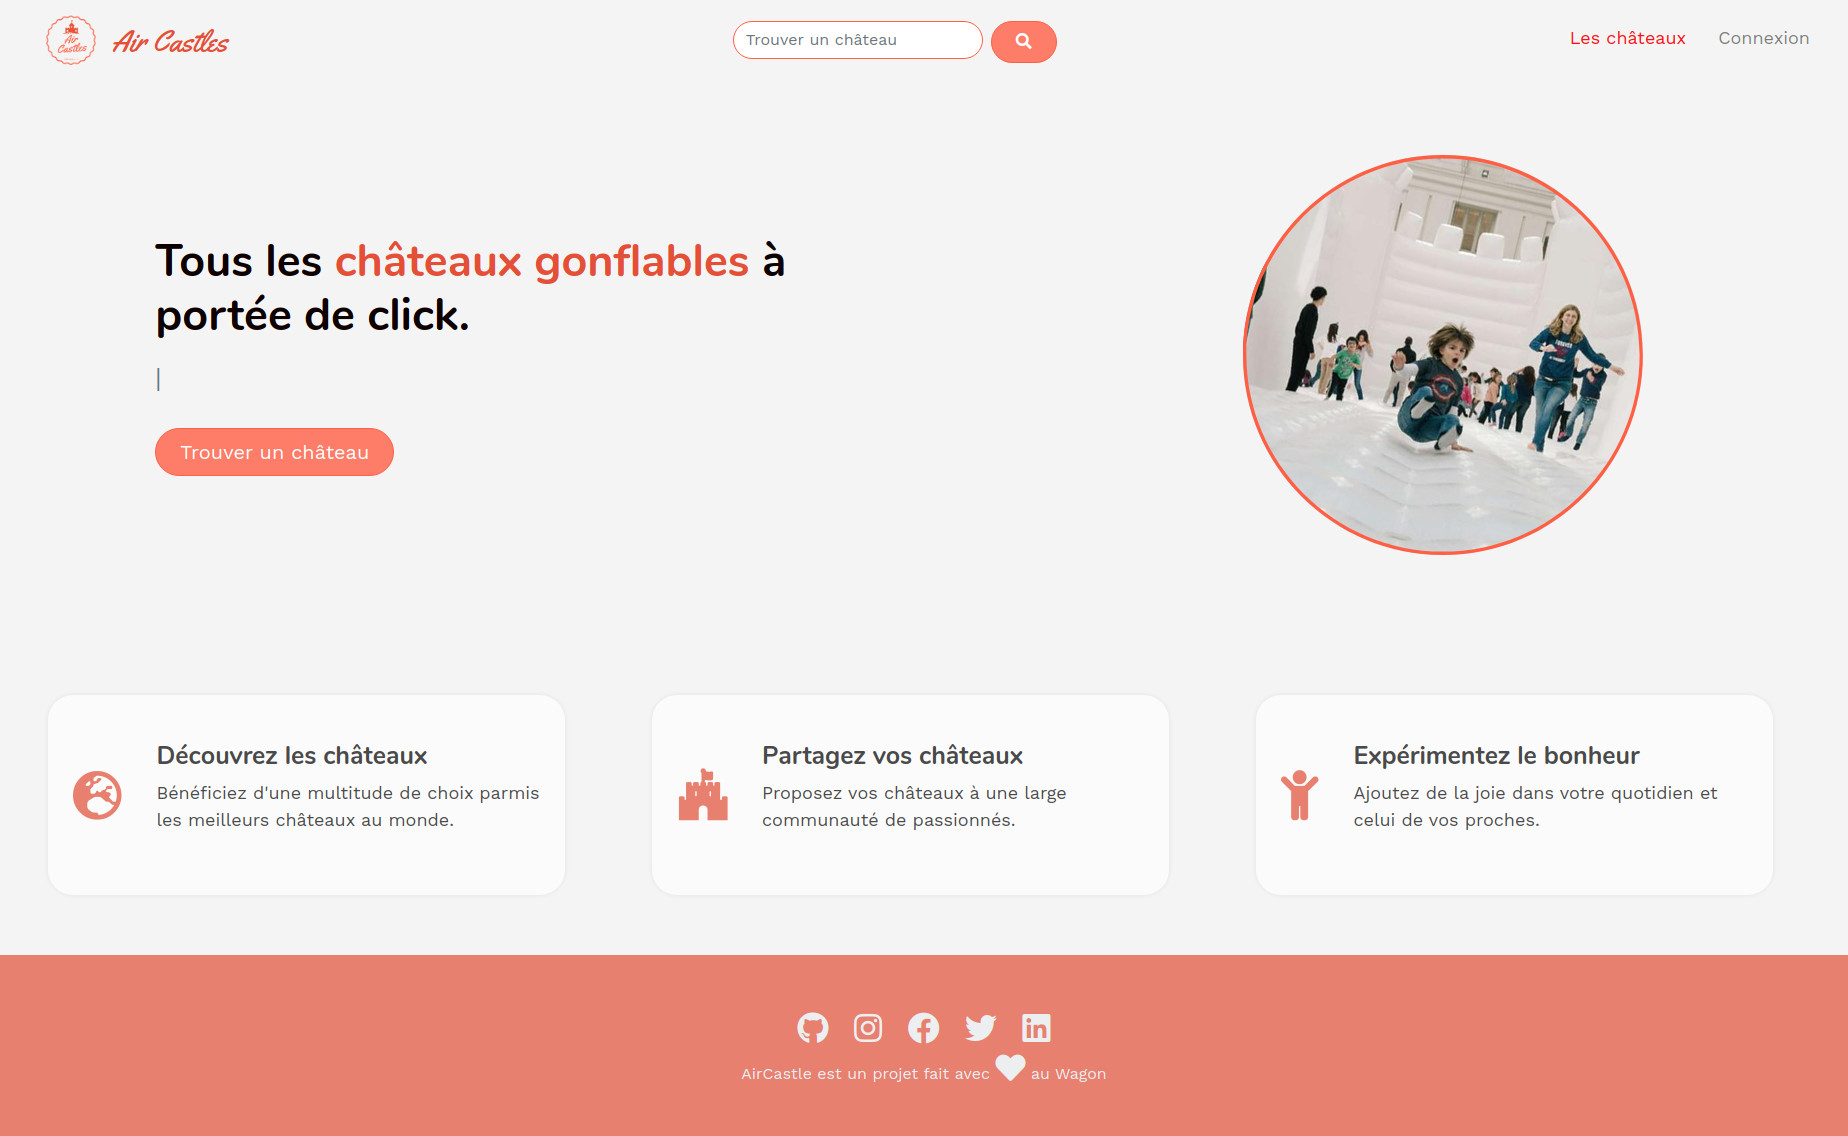 Air
Castles
Air Castles
Trouver un château
Les châteaux
Connexion
Tous les châteaux gonflables à
portée de click.
|
Trouver un château
Découvrez les châteaux
Bénéficiez d'une multitude de choix parmis
les meilleurs châteaux au monde.
Partagez vos châteaux
Proposez vos châteaux à une large
communauté de passionnés.
Expérimentez le bonheur
Ajoutez de la joie dans votre quotidien et
celui de vos proches.
AirCastle est un projet fait avec au Wagon